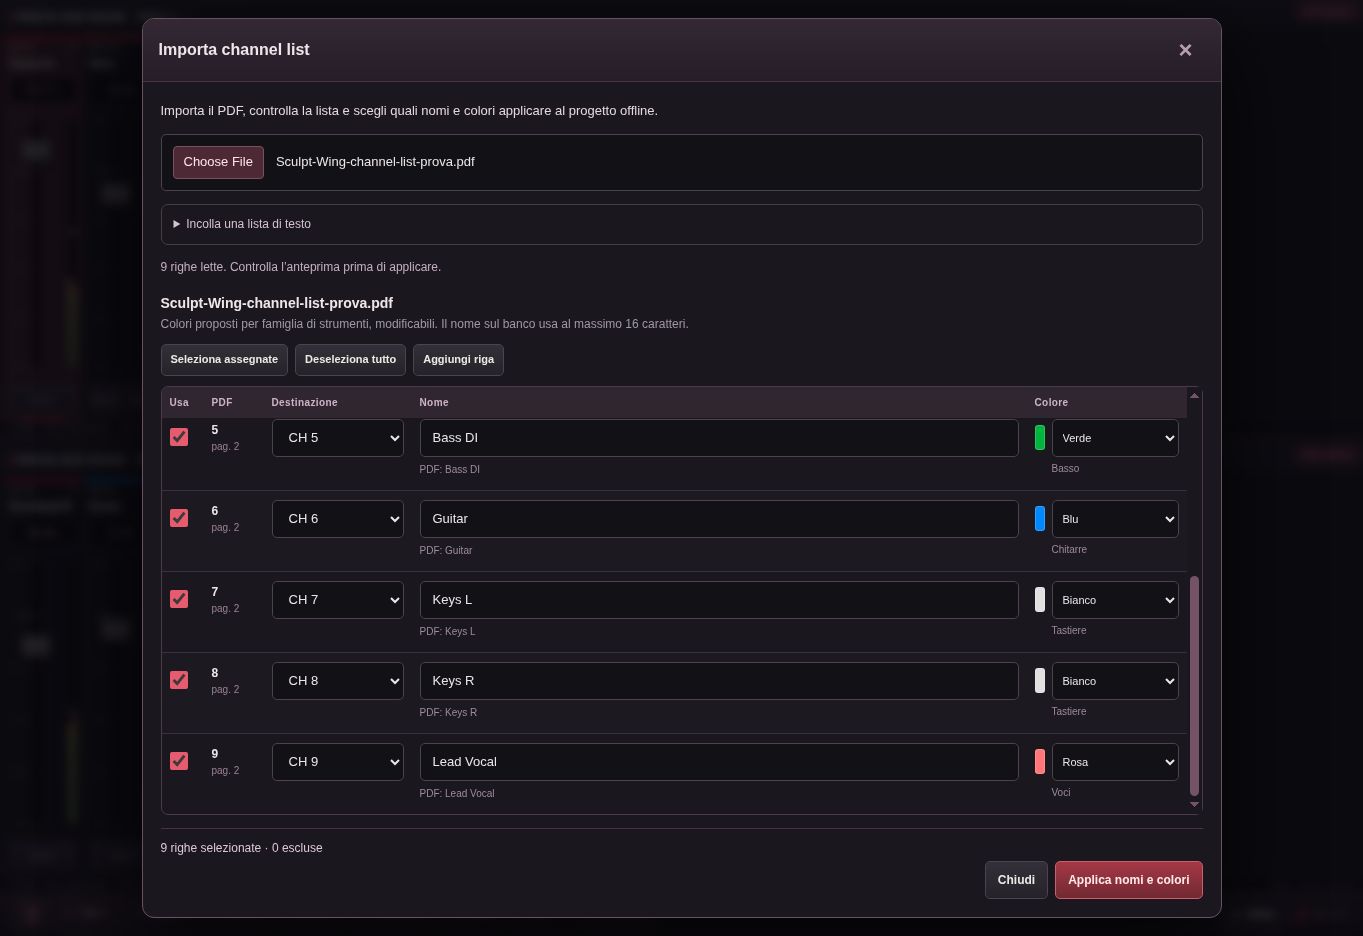 Importa channel list
×
Importa il PDF, controlla la lista e scegli quali nomi e colori applicare al progetto offline.
Choose File Sculpt-Wing-channel-list-prova.pdf
Incolla una lista di testo
9 righe lette. Controlla l’anteprima prima di applicare.
Sculpt-Wing-channel-list-prova.pdf
Colori proposti per famiglia di strumenti, modificabili. Il nome sul banco usa al massimo 16 caratteri.
Seleziona assegnate Deseleziona tutto Aggiungi riga
Usa PDF Destinazione Nome Colore
5 CH 5 Bass DI Verde
pag. 2 PDF: Bass DI Basso
6 CH 6 Guitar Blu
pag. 2 PDF: Guitar Chitarre
7 CH 7 Keys L Bianco
pag. 2 PDF: Keys L Tastiere
8 CH 8 Keys R Bianco
pag. 2 PDF: Keys R Tastiere
9 CH 9 Lead Vocal Rosa
pag. 2 PDF: Lead Vocal Voci
9 righe selezionate · 0 escluse
Chiudi Applica nomi e colori